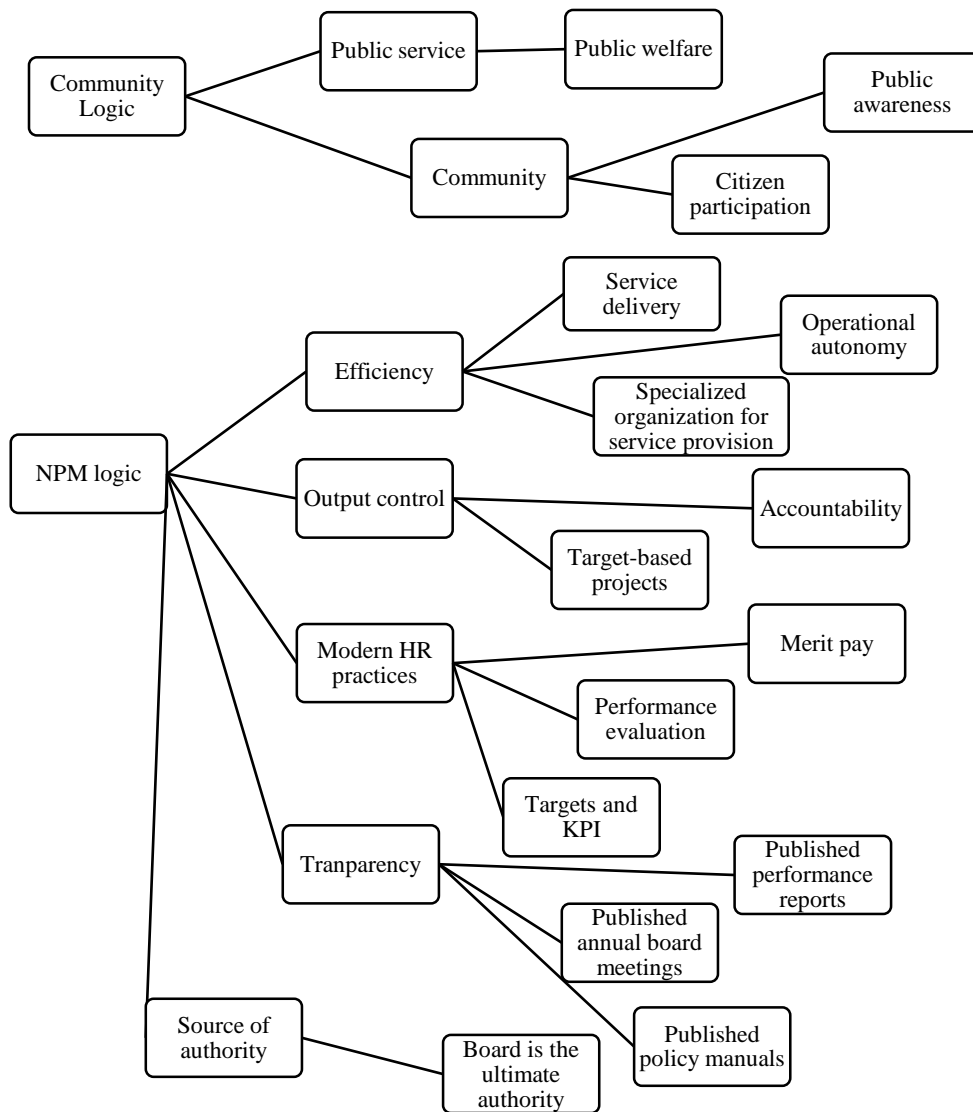 Public service
Public welfare
Community
Logic
Public
awareness
Community
Citizen
participation
Service
delivery
Operational
autonomy
Efficiency
Specialized
organization for
service provision
NPM logic
Output control
Accountability
Target-based
projects
Modern HR
practices
Merit pay
Performance
evaluation
Targets and
KPI
Tranparency
Published
performance
reports
Published
annual board
meetings
Source of
authority
Published
policy manuals
Board is the
ultimate
authority